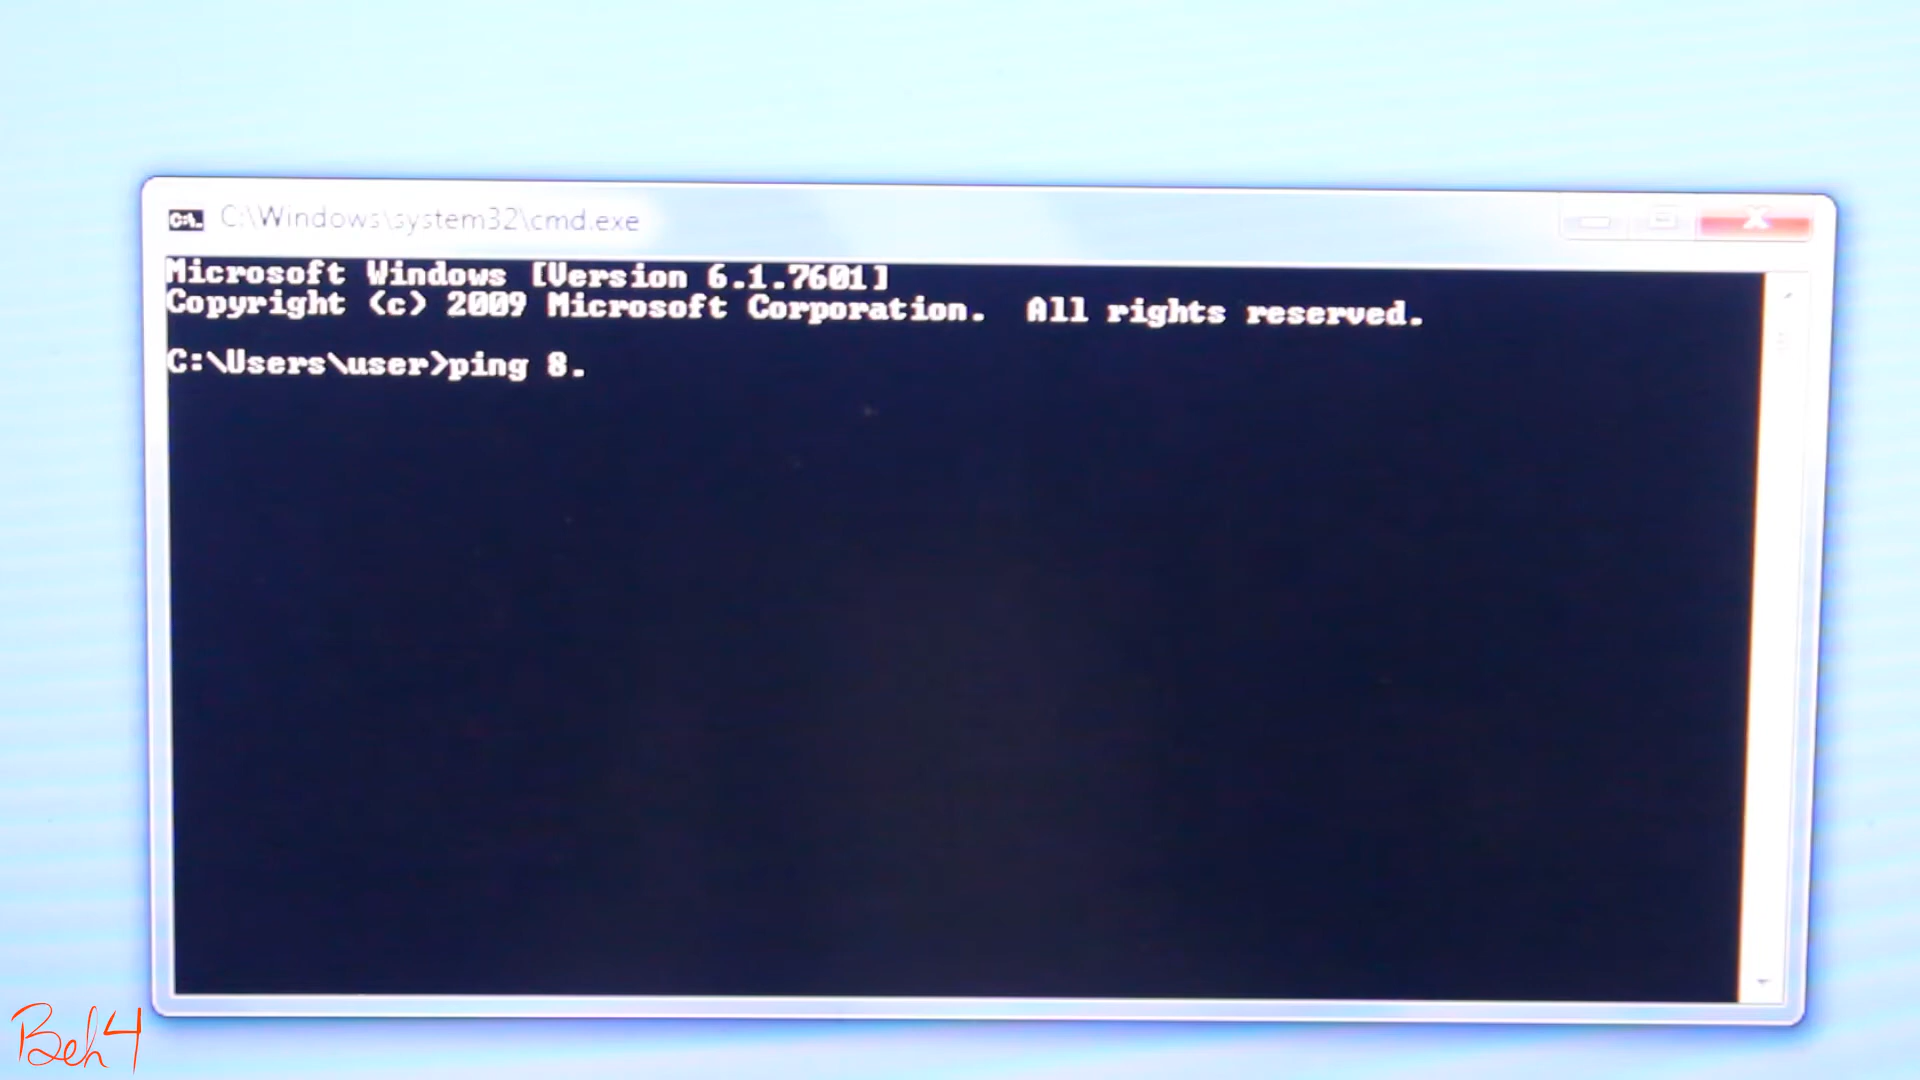 C:\Windows\system32\cmd.exe
Microsoft Windows [Version 6.1.7601]
Copyright (c) 2009 Microsoft Corporation.  All rights reserved.
C:\Users\user>ping 8.
Beh4